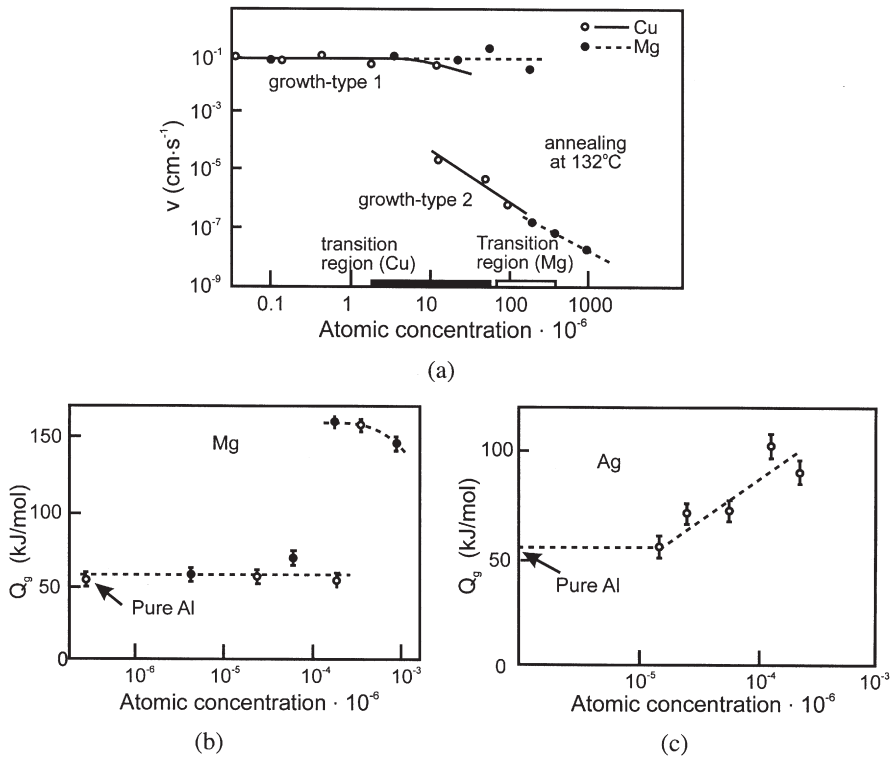 Cu
Mg
10⁻¹
growth-type 1
10⁻³
v (cm·s⁻¹)
annealing
at 132°C
10⁻⁵
growth-type 2
10⁻⁷
transition
region (Cu)
Transition
region (Mg)
10⁻⁹
0.1 1 10 100 1000
Atomic concentration · 10⁻⁶
(a)
150
Mg
100
Q_g (kJ/mol)
50
Pure Al
0
10⁻⁶ 10⁻⁵ 10⁻⁴ 10⁻³
Atomic concentration · 10⁻⁶
(b)
100
Ag
Q_g (kJ/mol)
50
Pure Al
0
10⁻⁵ 10⁻⁴ 10⁻³
Atomic concentration · 10⁻⁶
(c)